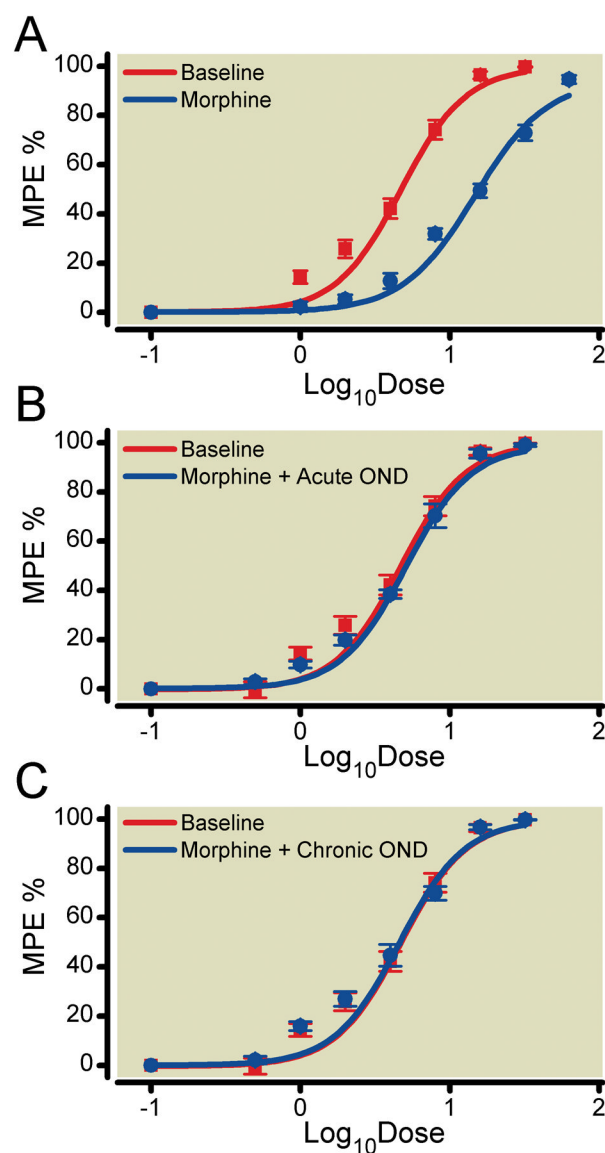 A
100
80
60
40
20
0
MPE %
Baseline
Morphine
-1 0 1 2
Log₁₀Dose
B
100
80
60
40
20
0
MPE %
Baseline
Morphine + Acute OND
-1 0 1 2
Log₁₀Dose
C
100
80
60
40
20
0
MPE %
Baseline
Morphine + Chronic OND
-1 0 1 2
Log₁₀Dose